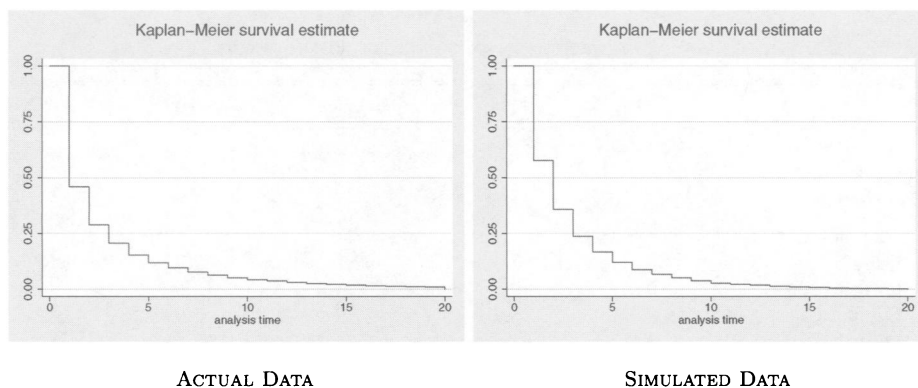 Kaplan−Meier survival estimate
1.00
0.75
0.50
0.25
0.00
0 5 10 15 20
analysis time
ACTUAL DATA
Kaplan−Meier survival estimate
1.00
0.75
0.50
0.25
0.00
0 5 10 15 20
analysis time
SIMULATED DATA